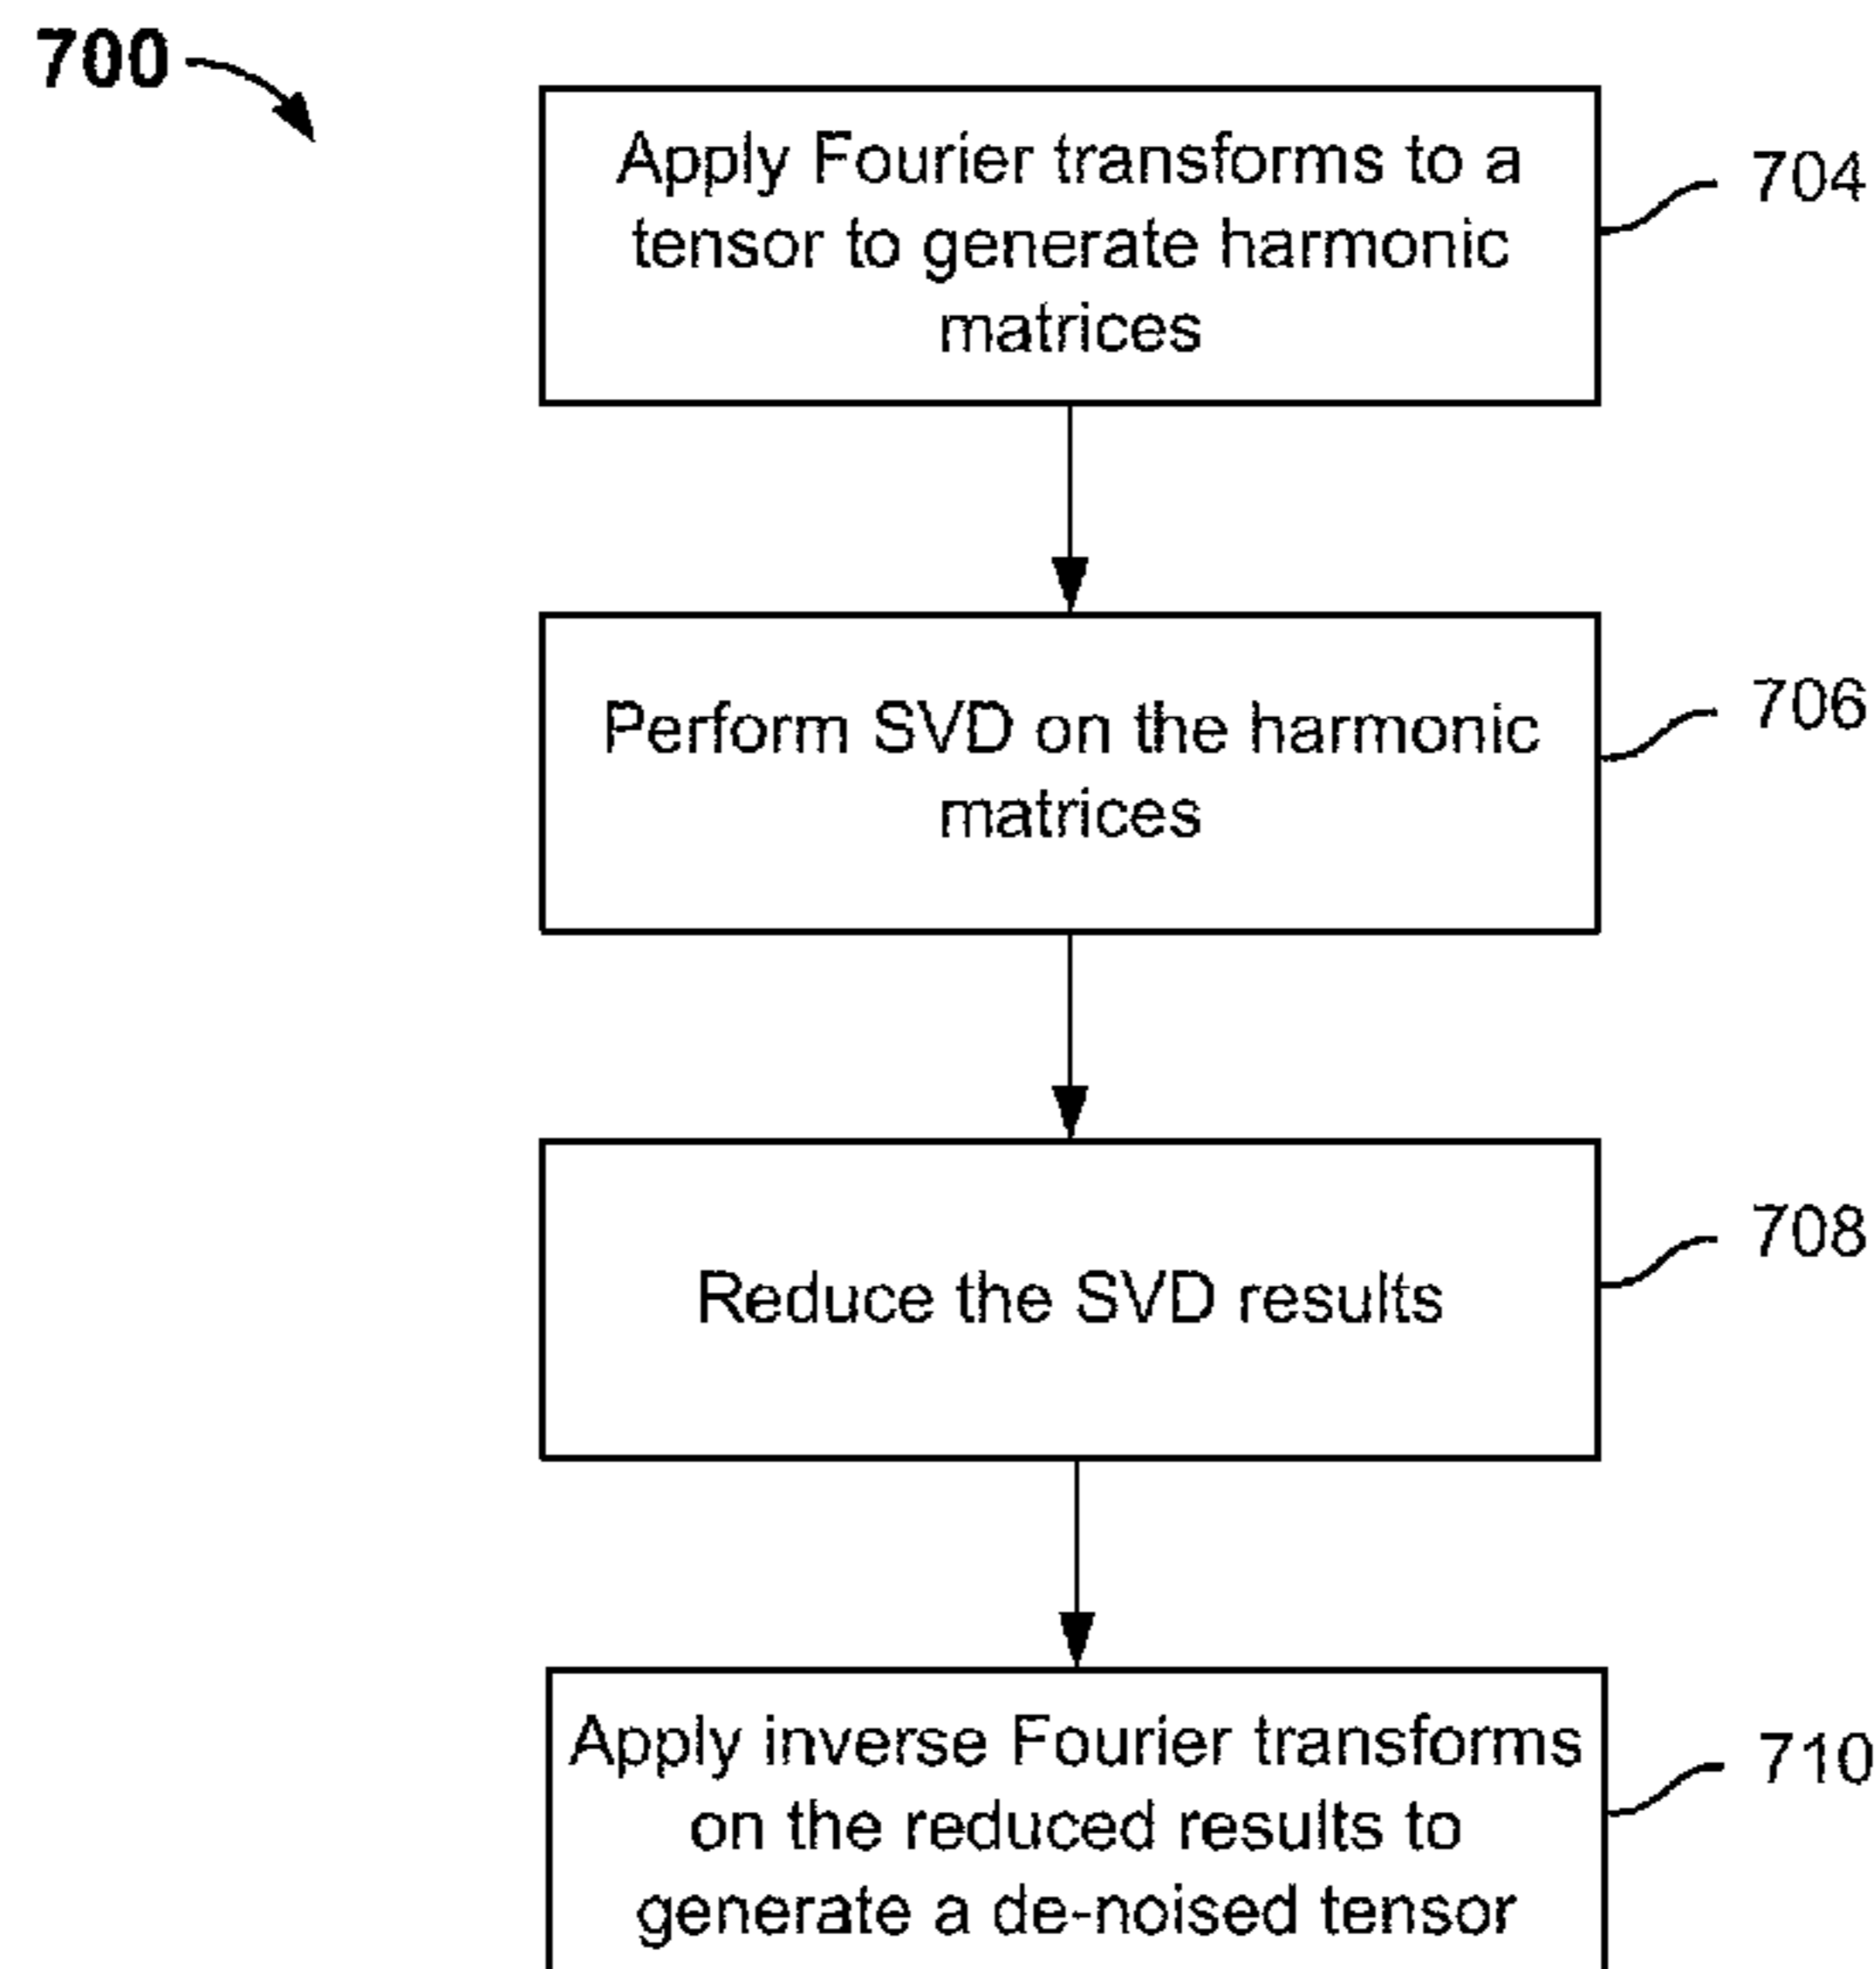 700
Apply Fourier transforms to a
tensor to generate harmonic
matrices
704
Perform SVD on the harmonic
matrices
706
Reduce the SVD results
708
Apply inverse Fourier transforms
on the reduced results to
generate a de-noised tensor
710